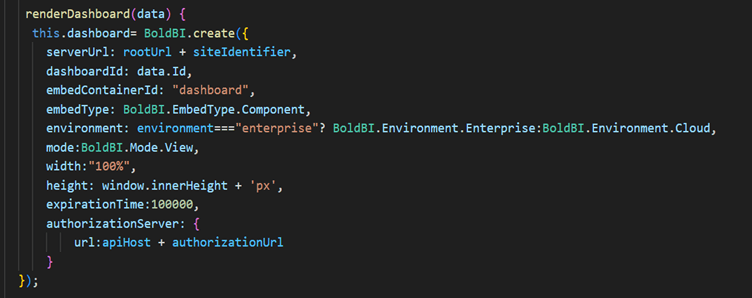 renderDashboard(data) {
this.dashboard= BoldBI.create({
serverUrl: rootUrl + siteIdentifier,
dashboardId: data.Id,
embedContainerId: "dashboard",
embedType: BoldBI.EmbedType.Component,
environment: environment==="enterprise"? BoldBI.Environment.Enterprise:BoldBI.Environment.Cloud,
mode:BoldBI.Mode.View,
width:"100%",
height: window.innerHeight + 'px',
expirationTime:100000,
authorizationServer: {
url:apiHost + authorizationUrl
}
});